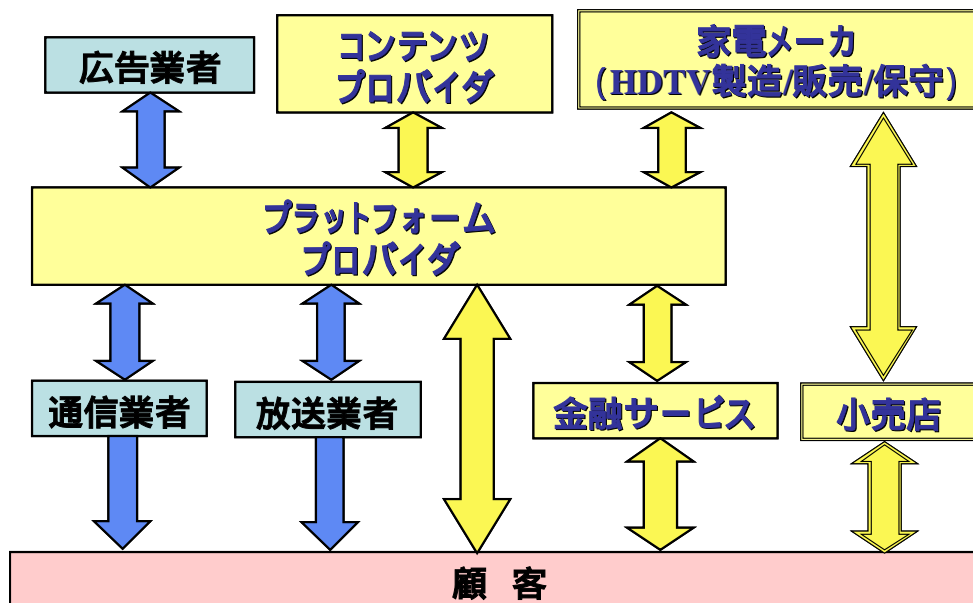 広告業者
コンテンツ
プロバイダ
家電メーカ
(HDTV製造/販売/保守)
プラットフォーム
プロバイダ
通信業者
放送業者
金融サービス
小売店
顧 客